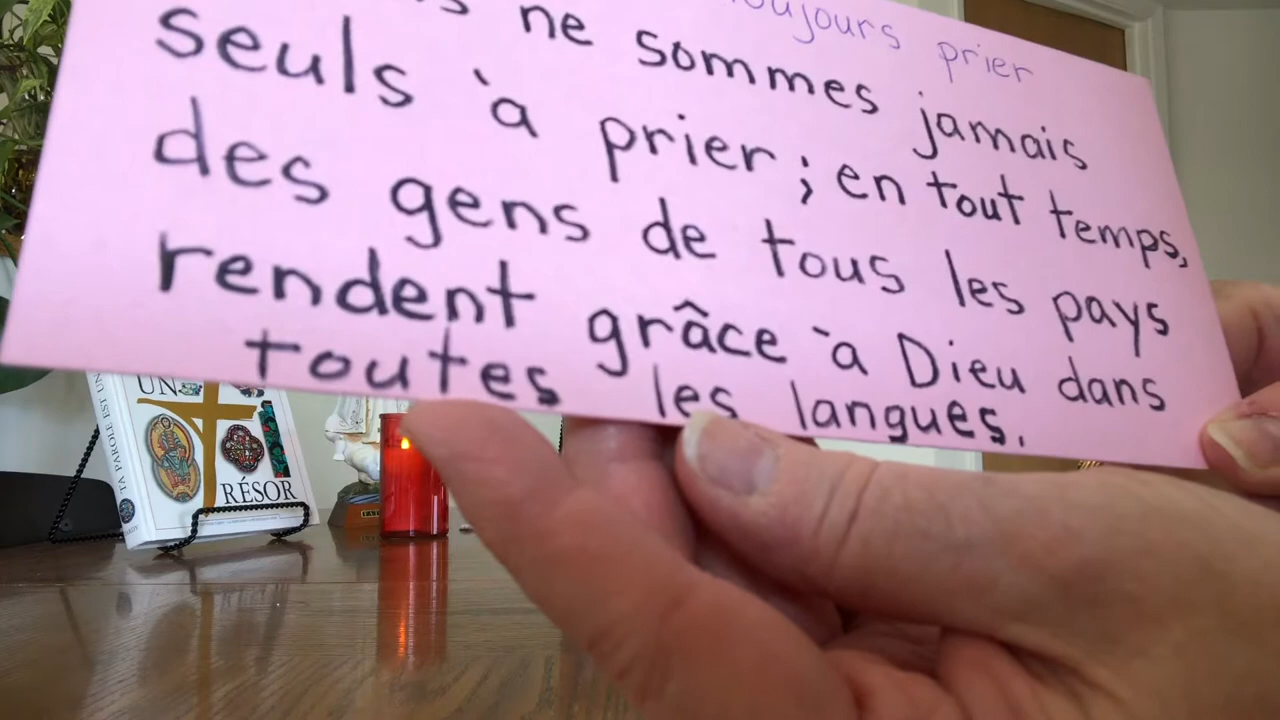 toujours prier
ne sommes jamais
seuls à prier; en tout temps,
des gens de tous les pays
rendent grâce à Dieu dans
toutes les langues.
TA PAROLE EST UN
UN
RÉSOR